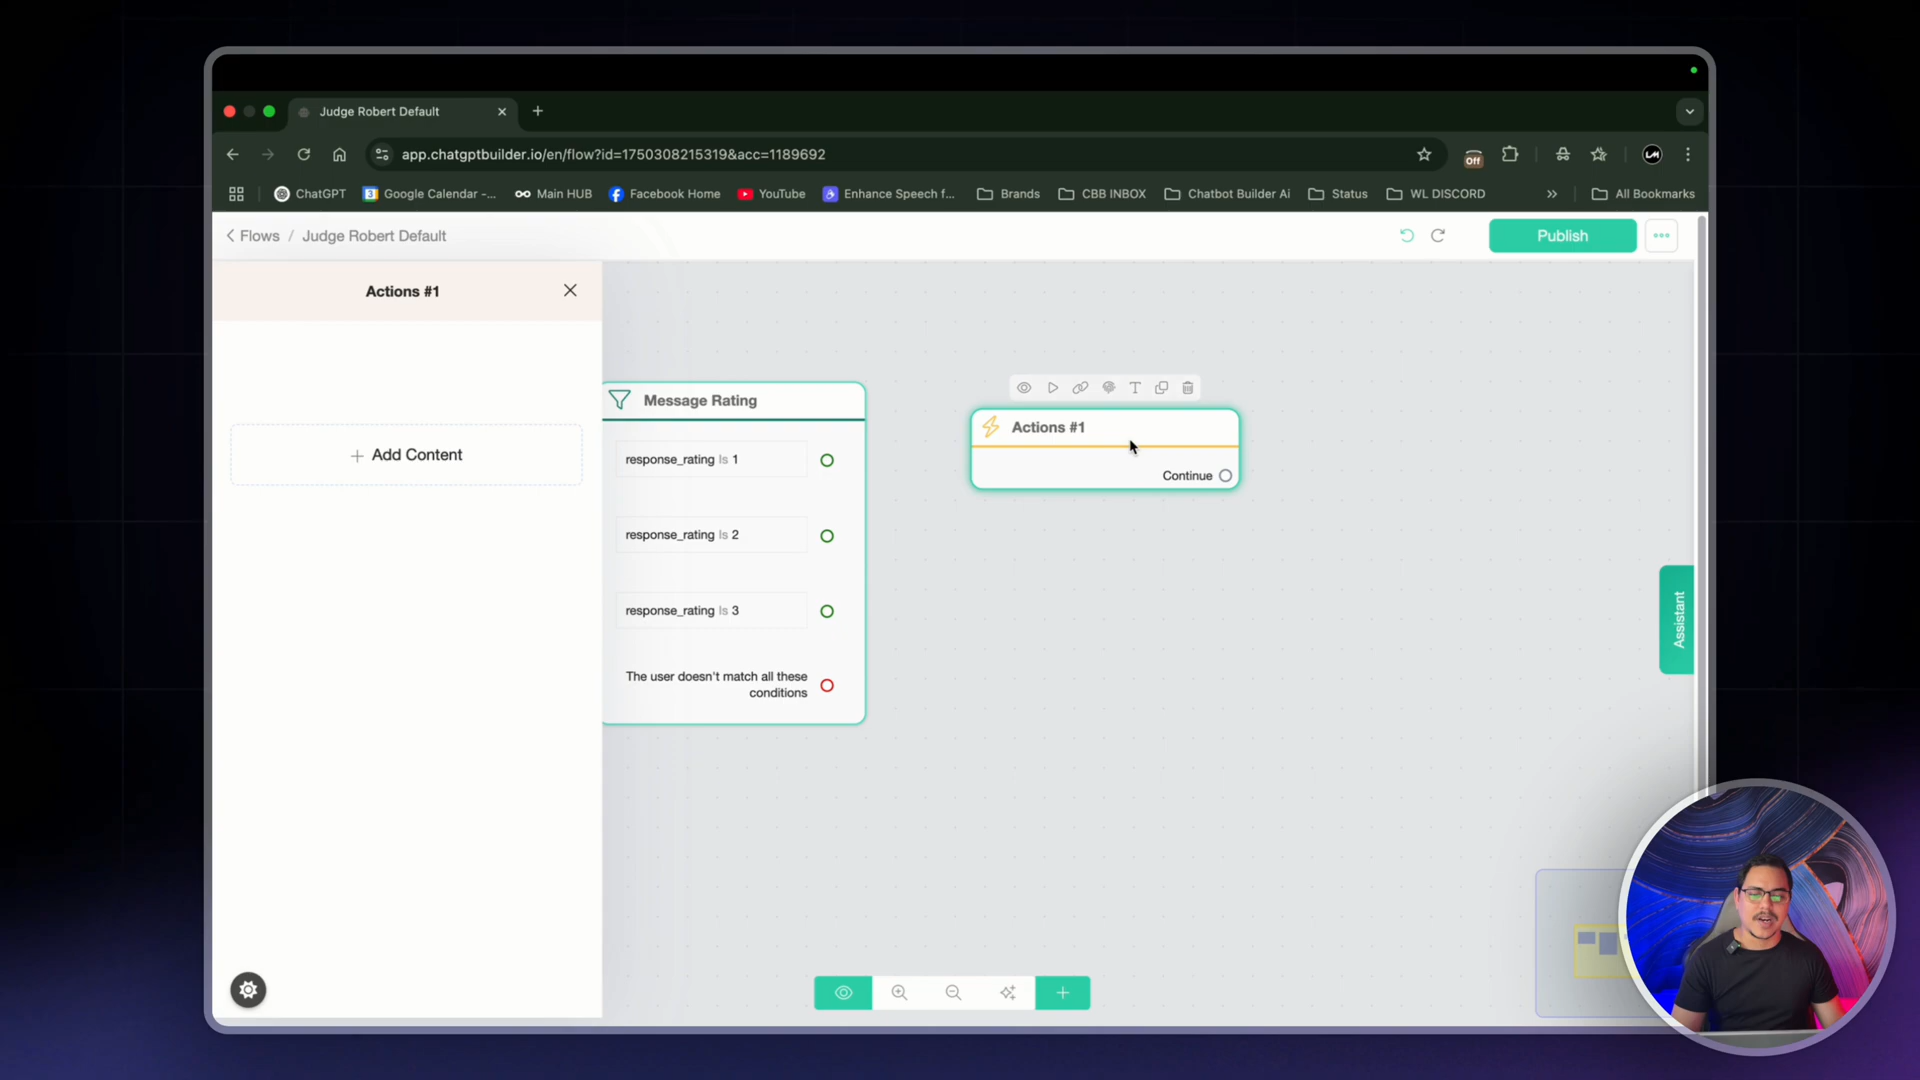 Judge Robert Default
app.chatgptbuilder.io/en/flow?id=1750308215319&acc=1189692
Off
LM
ChatGPT
Google Calendar -...
Main HUB
Facebook Home
YouTube
Enhance Speech f...
Brands
CBB INBOX
Chatbot Builder Ai
Status
WL DISCORD
»
All Bookmarks
Flows / Judge Robert Default
Publish
Actions #1
+ Add Content
Message Rating
response_rating Is 1
response_rating Is 2
response_rating Is 3
The user doesn't match all these
conditions
Actions #1
Continue
Assistant